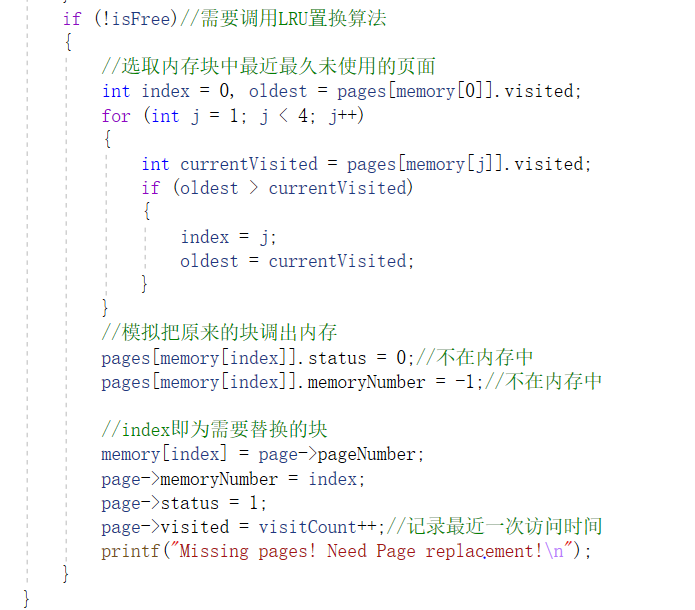 if (!isFree)//需要调用LRU置换算法
{
//选取内存块中最近最久未使用的页面
int index = 0, oldest = pages[memory[0]].visited;
for (int j = 1; j < 4; j++)
{
int currentVisited = pages[memory[j]].visited;
if (oldest > currentVisited)
{
index = j;
oldest = currentVisited;
}
}
//模拟把原来的块调出内存
pages[memory[index]].status = 0;//不在内存中
pages[memory[index]].memoryNumber = -1;//不在内存中
//index即为需要替换的块
memory[index] = page->pageNumber;
page->memoryNumber = index;
page->status = 1;
page->visited = visitCount++;//记录最近一次访问时间
printf("Missing pages! Need Page replacement!\n");
}
}